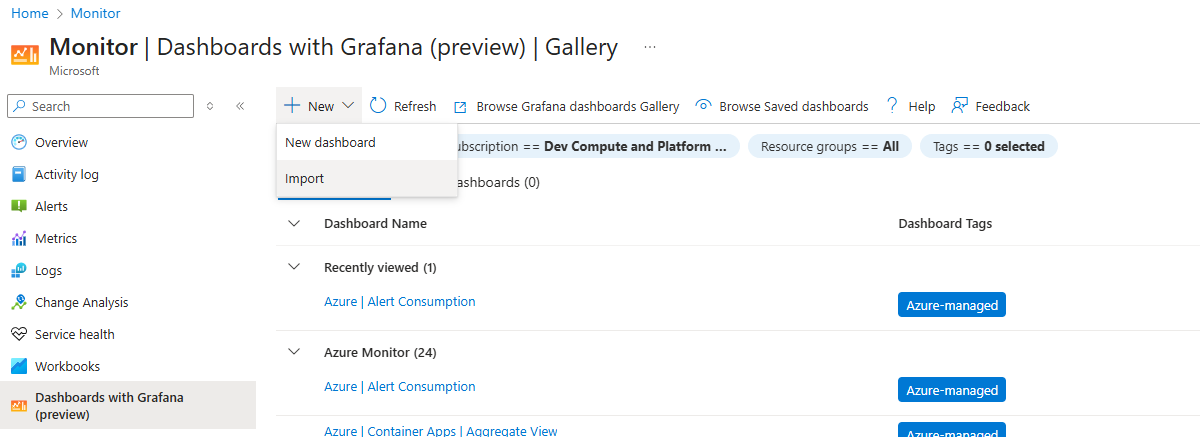 Home > Monitor
Monitor | Dashboards with Grafana (preview) | Gallery ...
Microsoft
Search
New
Refresh
Browse Grafana dashboards Gallery
Browse Saved dashboards
Help
Feedback
Overview
Activity log
Alerts
Metrics
Logs
Change Analysis
Service health
Workbooks
Dashboards with Grafana
(preview)
New dashboard
Import
ubscription == Dev Compute and Platform ...
Resource groups == All
Tags == 0 selected
ashboards (0)
Dashboard Name
Dashboard Tags
Recently viewed (1)
Azure | Alert Consumption
Azure-managed
Azure Monitor (24)
Azure | Alert Consumption
Azure-managed
Azure | Container Apps | Aggregate View
Azure-managed